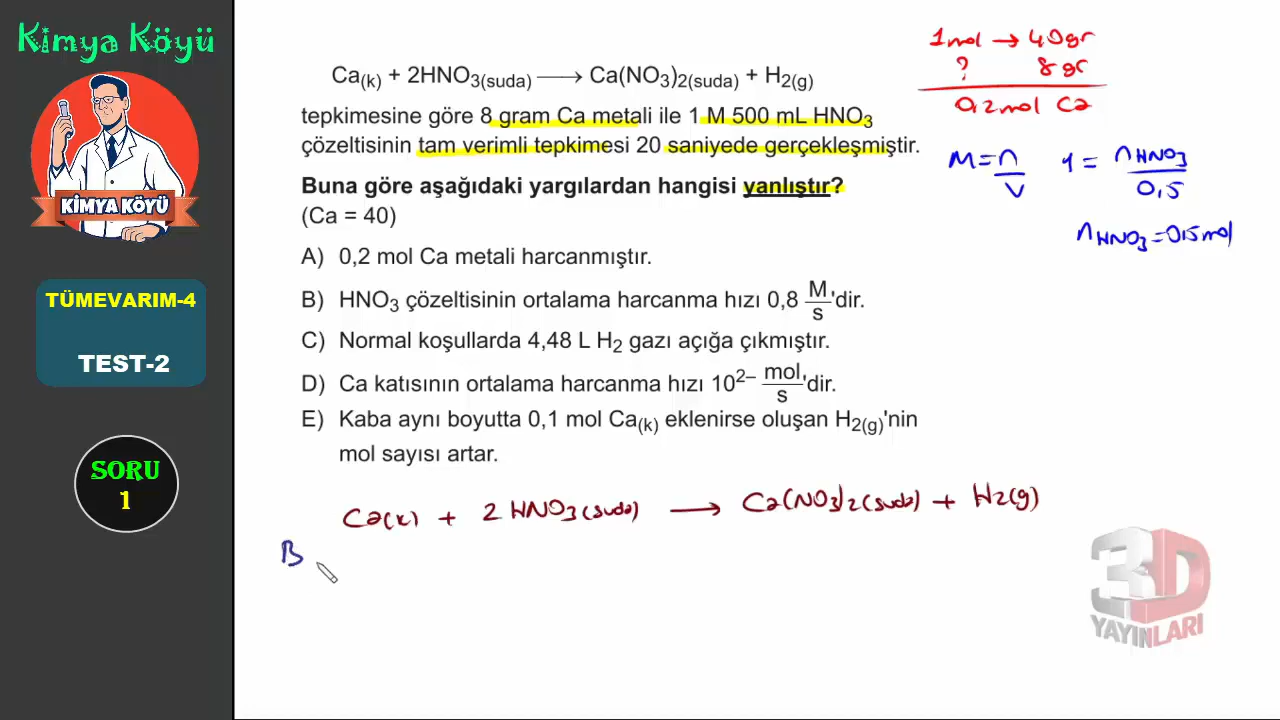 Kimya Köyü
KİMYA KÖYÜ
TÜMEVARIM-4
TEST-2
SORU
1
Ca(k) + 2HNO3(suda) ⟶ Ca(NO3)2(suda) + H2(g)
tepkimesine göre 8 gram Ca metali ile 1 M 500 mL HNO3
çözeltisinin tam verimli tepkimesi 20 saniyede gerçekleşmiştir.
Buna göre aşağıdaki yargılardan hangisi yanlıştır?
(Ca = 40)
A) 0,2 mol Ca metali harcanmıştır.
B) HNO3 çözeltisinin ortalama harcanma hızı 0,8 M/s'dir.
C) Normal koşullarda 4,48 L H2 gazı açığa çıkmıştır.
D) Ca katısının ortalama harcanma hızı 10^2– mol/s'dir.
E) Kaba aynı boyutta 0,1 mol Ca(k) eklenirse oluşan H2(g)'nin
mol sayısı artar.
Ca(k) + 2 HNO3(suda) ⟶ Ca(NO3)2(suda) + H2(g)
B
1mol → 40gr
? 8gr
0,2mol Ca
M = n/V 1 = nHNO3/0,5
nHNO3 = 0,5 mol
3D
YAYINLARI